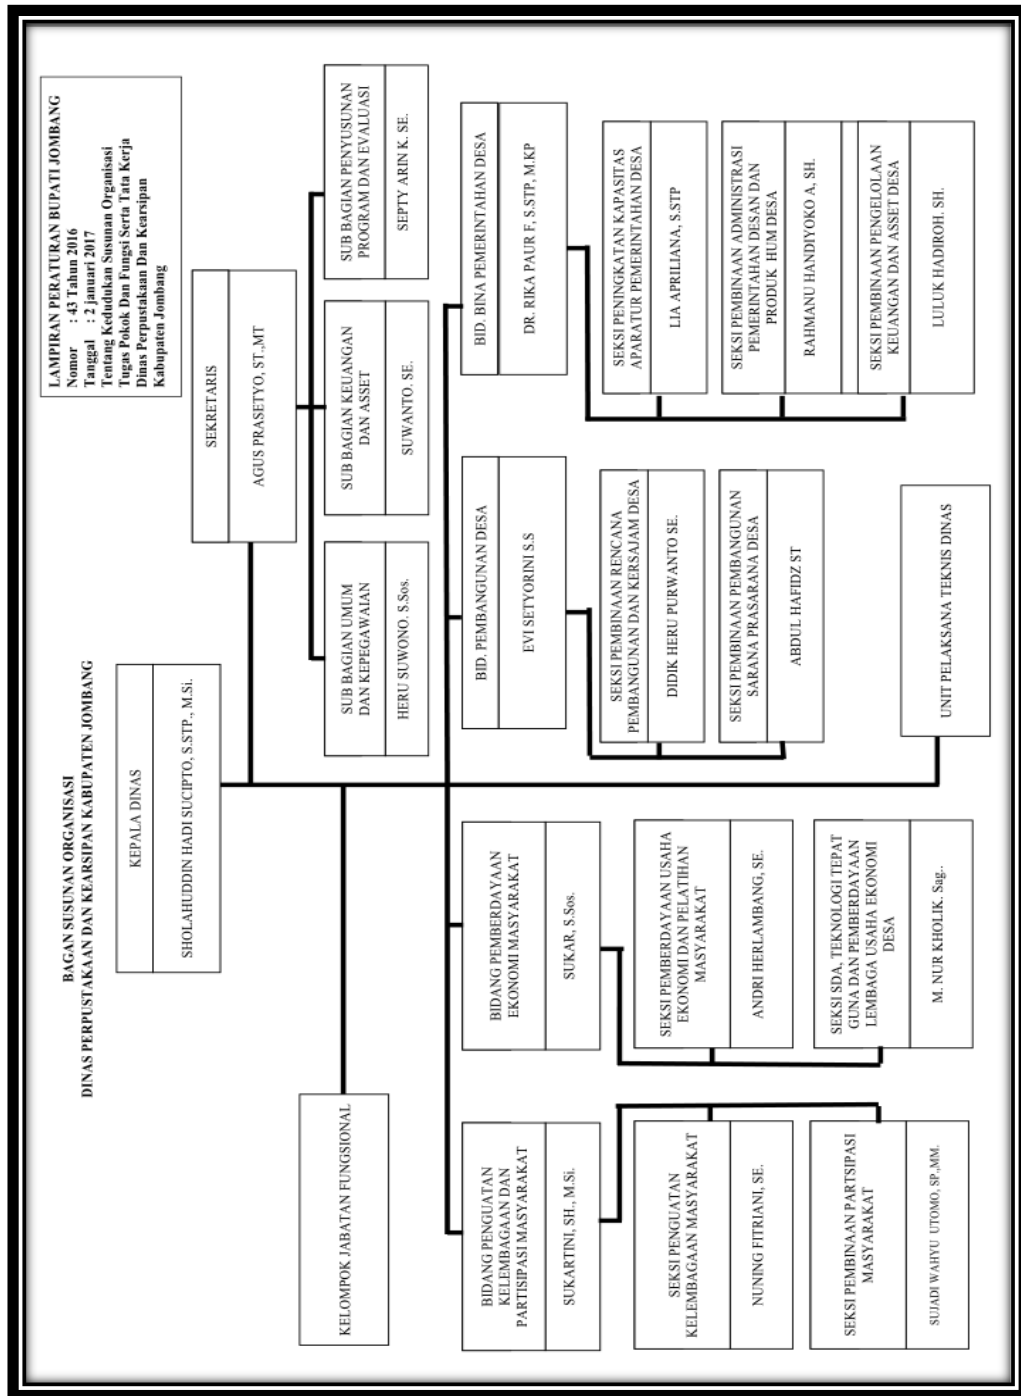 BAGAN SUSUNAN ORGANISASI
DINAS PERPUSTAKAAN DAN KEARSIPAN KABUPATEN JOMBANG
LAMPIRAN PERATURAN BUPATI JOMBANG
Nomor : 43 Tahun 2016
Tanggal : 2 januari 2017
Tentang Kedudukan Susunan Organisasi
Tugas Pokok Dan Fungsi Serta Tata Kerja
Dinas Perpustakaan Dan Kearsipan
Kabupaten Jombang
KEPALA DINAS
SHOLAHUDDIN HADI SUCIPTO, S.STP., M.Si.
SEKRETARIS
AGUS PRASETYO, ST.,MT
KELOMPOK JABATAN FUNGSIONAL
SUB BAGIAN UMUM
DAN KEPEGAWAIAN
HERU SUWONO. S.Sos.
SUB BAGIAN KEUANGAN
DAN ASSET
SUWANTO. SE.
SUB BAGIAN PENYUSUNAN
PROGRAM DAN EVALUASI
SEPTY ARIN K. SE.
BIDANG PENGUATAN
KELEMBAGAAN DAN
PARTISIPASI MASYARAKAT
SUKARTINI, SH., M.Si.
SEKSI PENGUATAN
KELEMBAGAAN MASYARAKAT
NUNING FITRIANI, SE.
SEKSI PEMBINAAN PARTSIPASI
MASYARAKAT
SUJADI WAHYU UTOMO, SP.,MM.
BIDANG PEMBERDAYAAN
EKONOMI MASYARAKAT
SUKAR, S.Sos.
SEKSI PEMBERDAYAAN USAHA
EKONOMI DAN PELATIHAN
MASYARAKAT
ANDRI HERLAMBANG, SE.
SEKSI SDA, TEKNOLOGI TEPAT
GUNA DAN PEMBERDAYAAN
LEMBAGA USAHA EKONOMI
DESA
M. NUR KHOLIK. Sag..
BID. PEMBANGUNAN DESA
EVI SETYORINI S.S
SEKSI PEMBINAAN RENCANA
PEMBANGUNAN DAN KERSAJAM DESA
DIDIK HERU PURWANTO SE.
SEKSI PEMBINAAN PEMBANGUNAN
SARANA PRASARANA DESA
ABDUL HAFIDZ ST
BID. BINA PEMERINTAHAN DESA
DR. RIKA PAUR F, S.STP, M.KP
SEKSI PENINGKATAN KAPASITAS
APARATUR PEMERINTAHAN DESA
LIA APRILIANA, S.STP
SEKSI PEMBINAAN ADMINISTRASI
PEMERINTAHAN DESAN DAN
PRODUK HUM DESA
RAHMANU HANDIYOKO A, SH.
SEKSI PEMBINAAN PENGELOLAAN
KEUANGAN DAN ASSET DESA
LULUK HADIROH. SH.
UNIT PELAKSANA TEKNIS DINAS